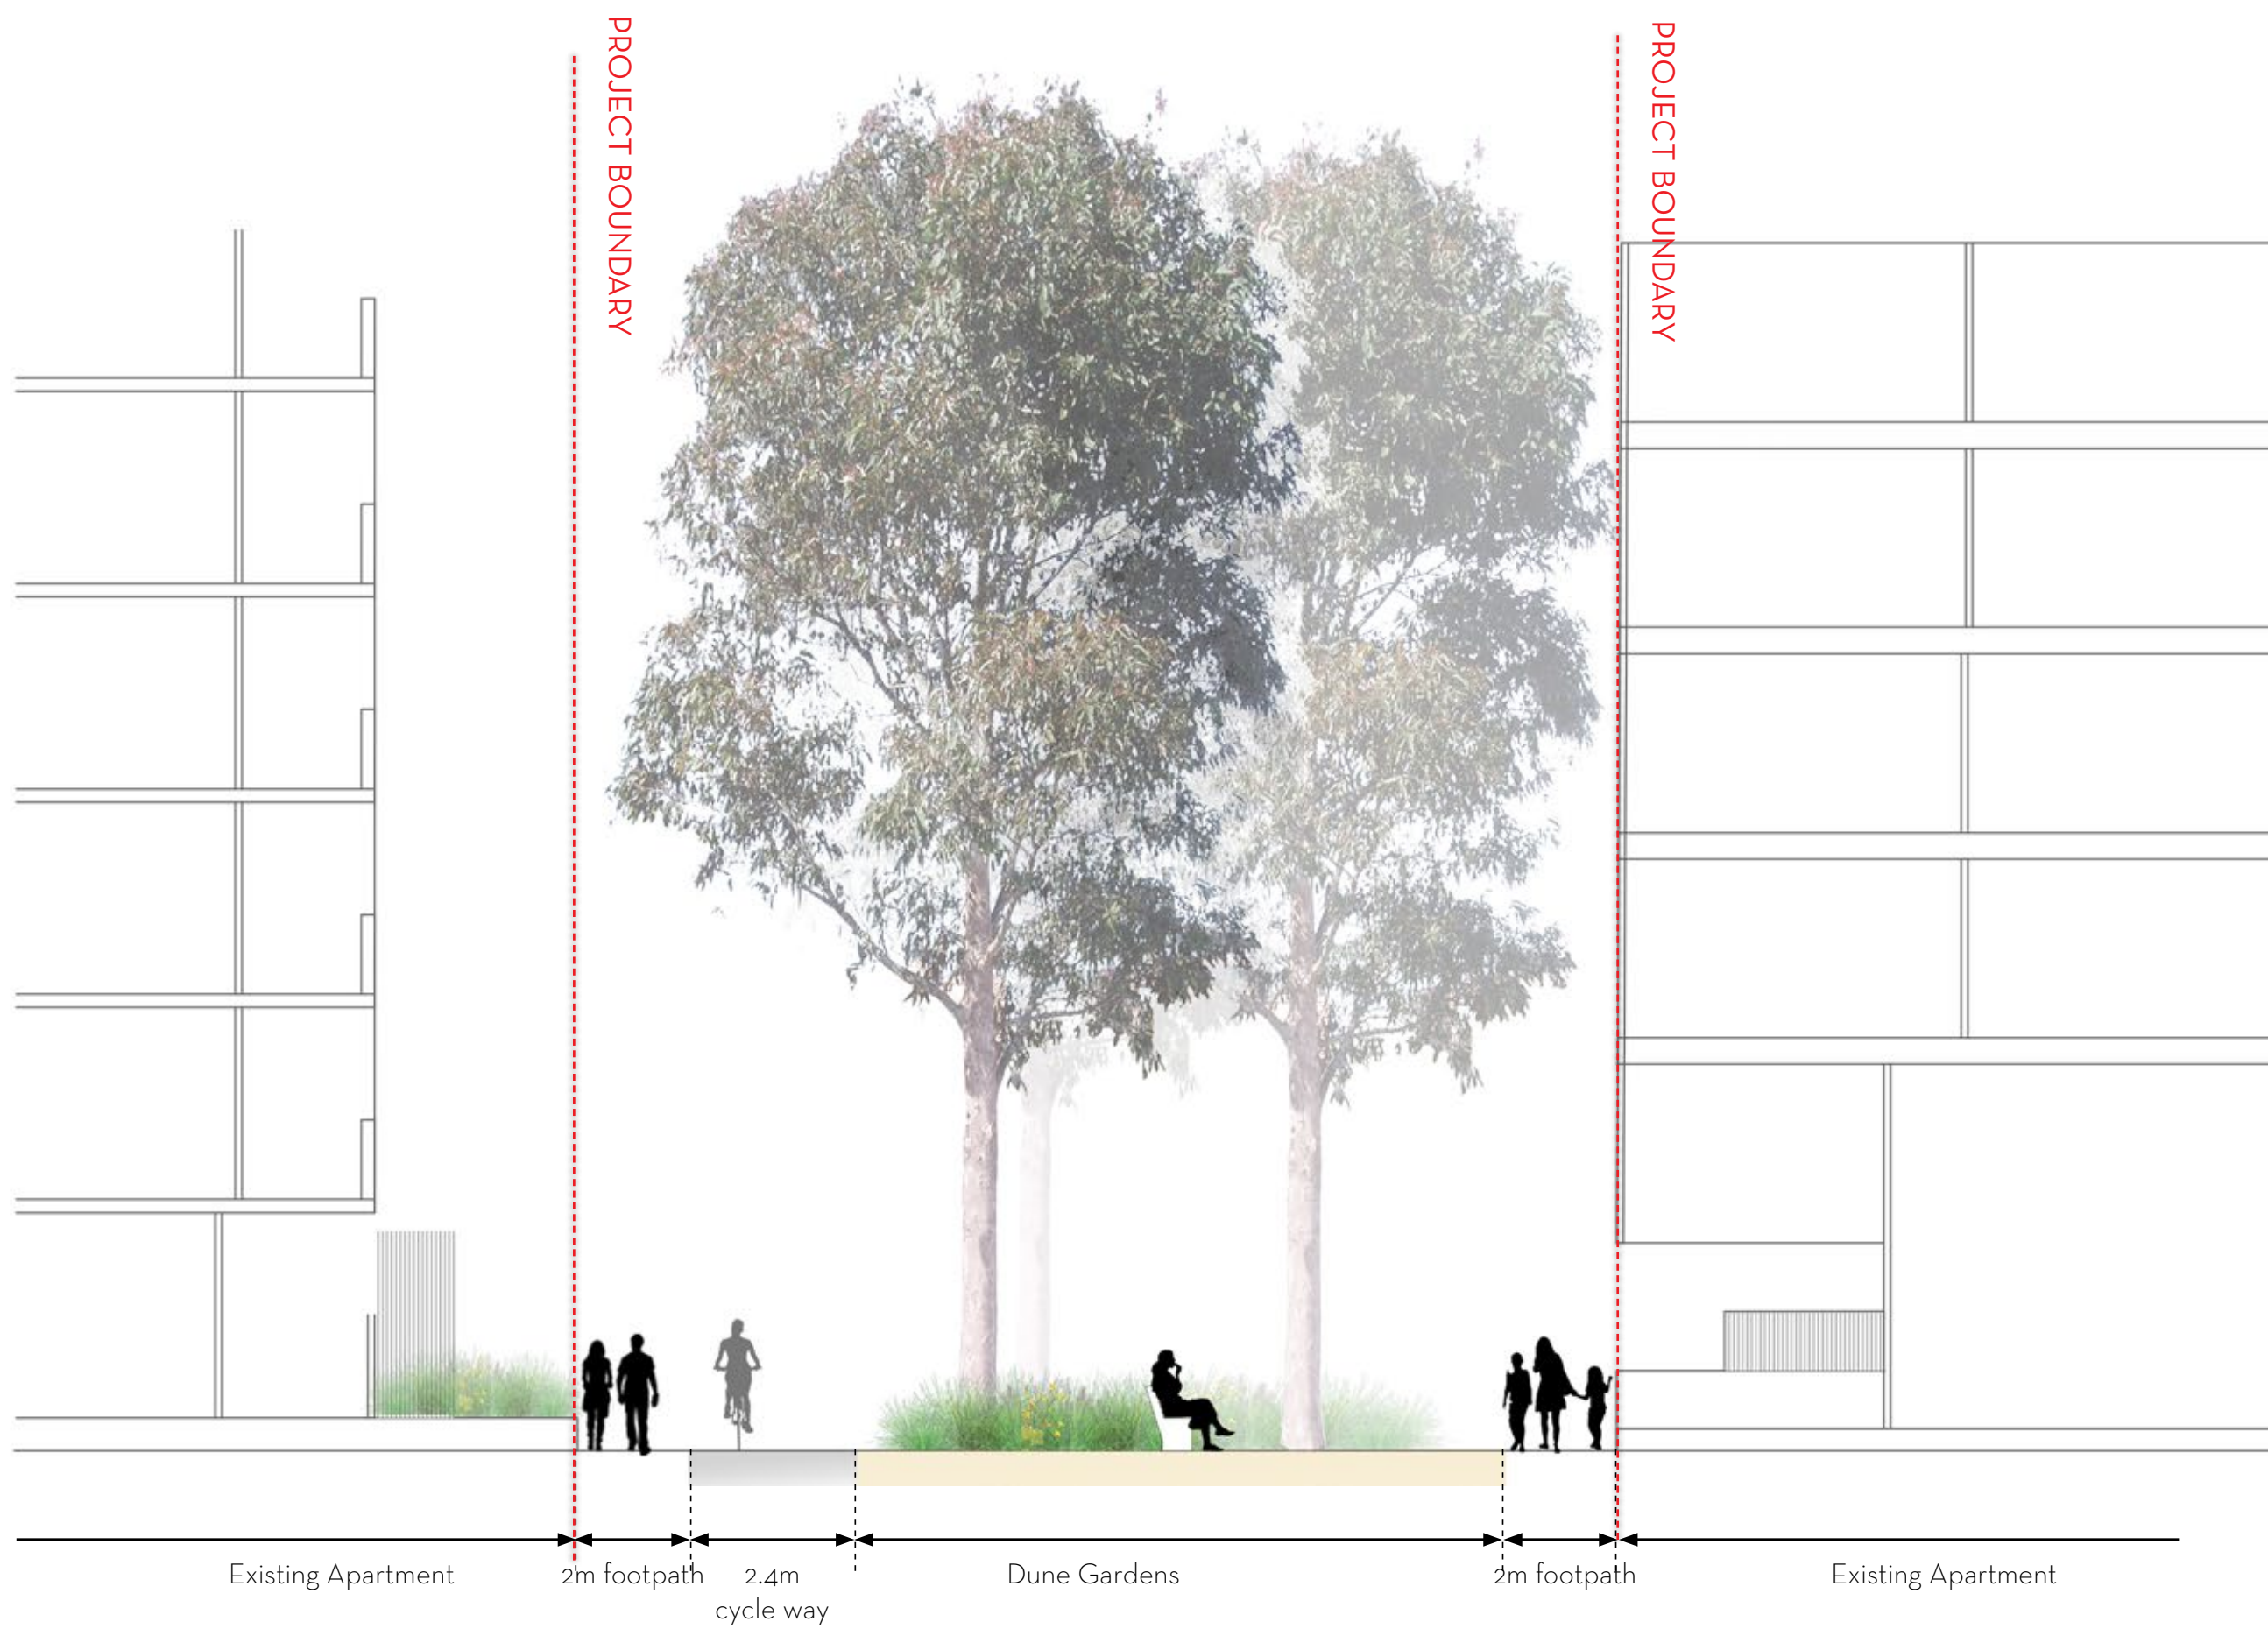 PROJECT BOUNDARY
PROJECT BOUNDARY
Existing Apartment
2m footpath
2.4m
cycle way
Dune Gardens
2m footpath
Existing Apartment